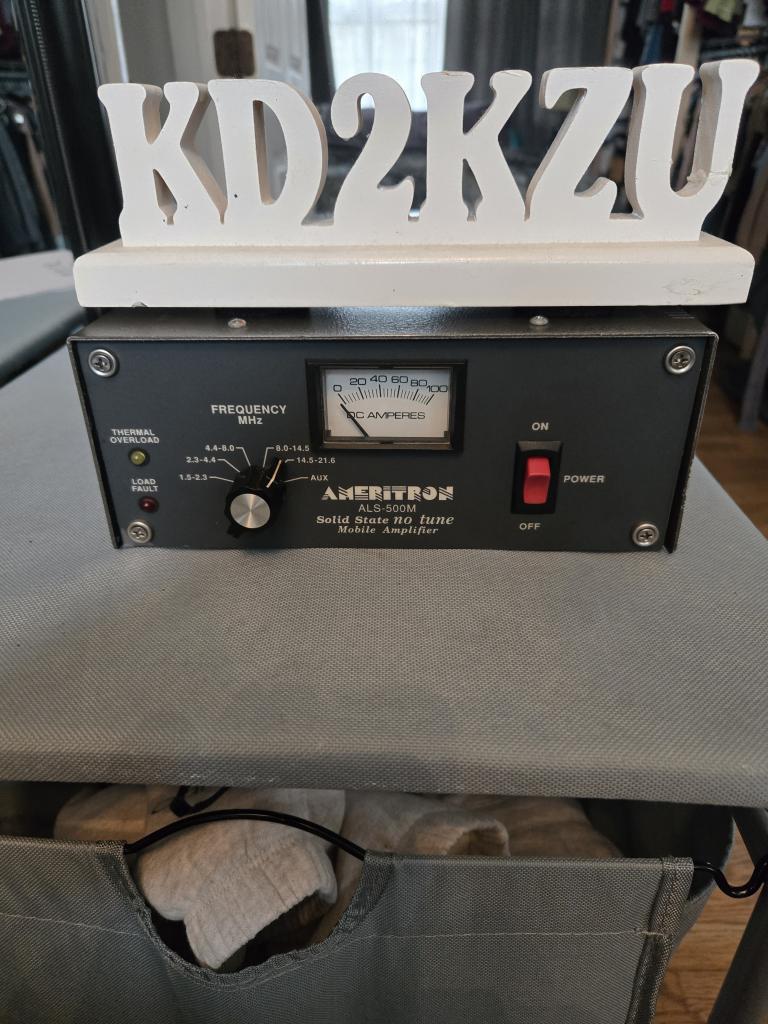 KD2KZU
0 20 40 60 80 100
DC AMPERES
FREQUENCY
MHz
THERMAL
OVERLOAD
4.4-8.0
8.0-14.5
2.3-4.4
14.5-21.6
1.5-2.3
AUX
LOAD
FAULT
AMERITRON
ALS-500M
Solid State no tune
Mobile Amplifier
ON
POWER
OFF